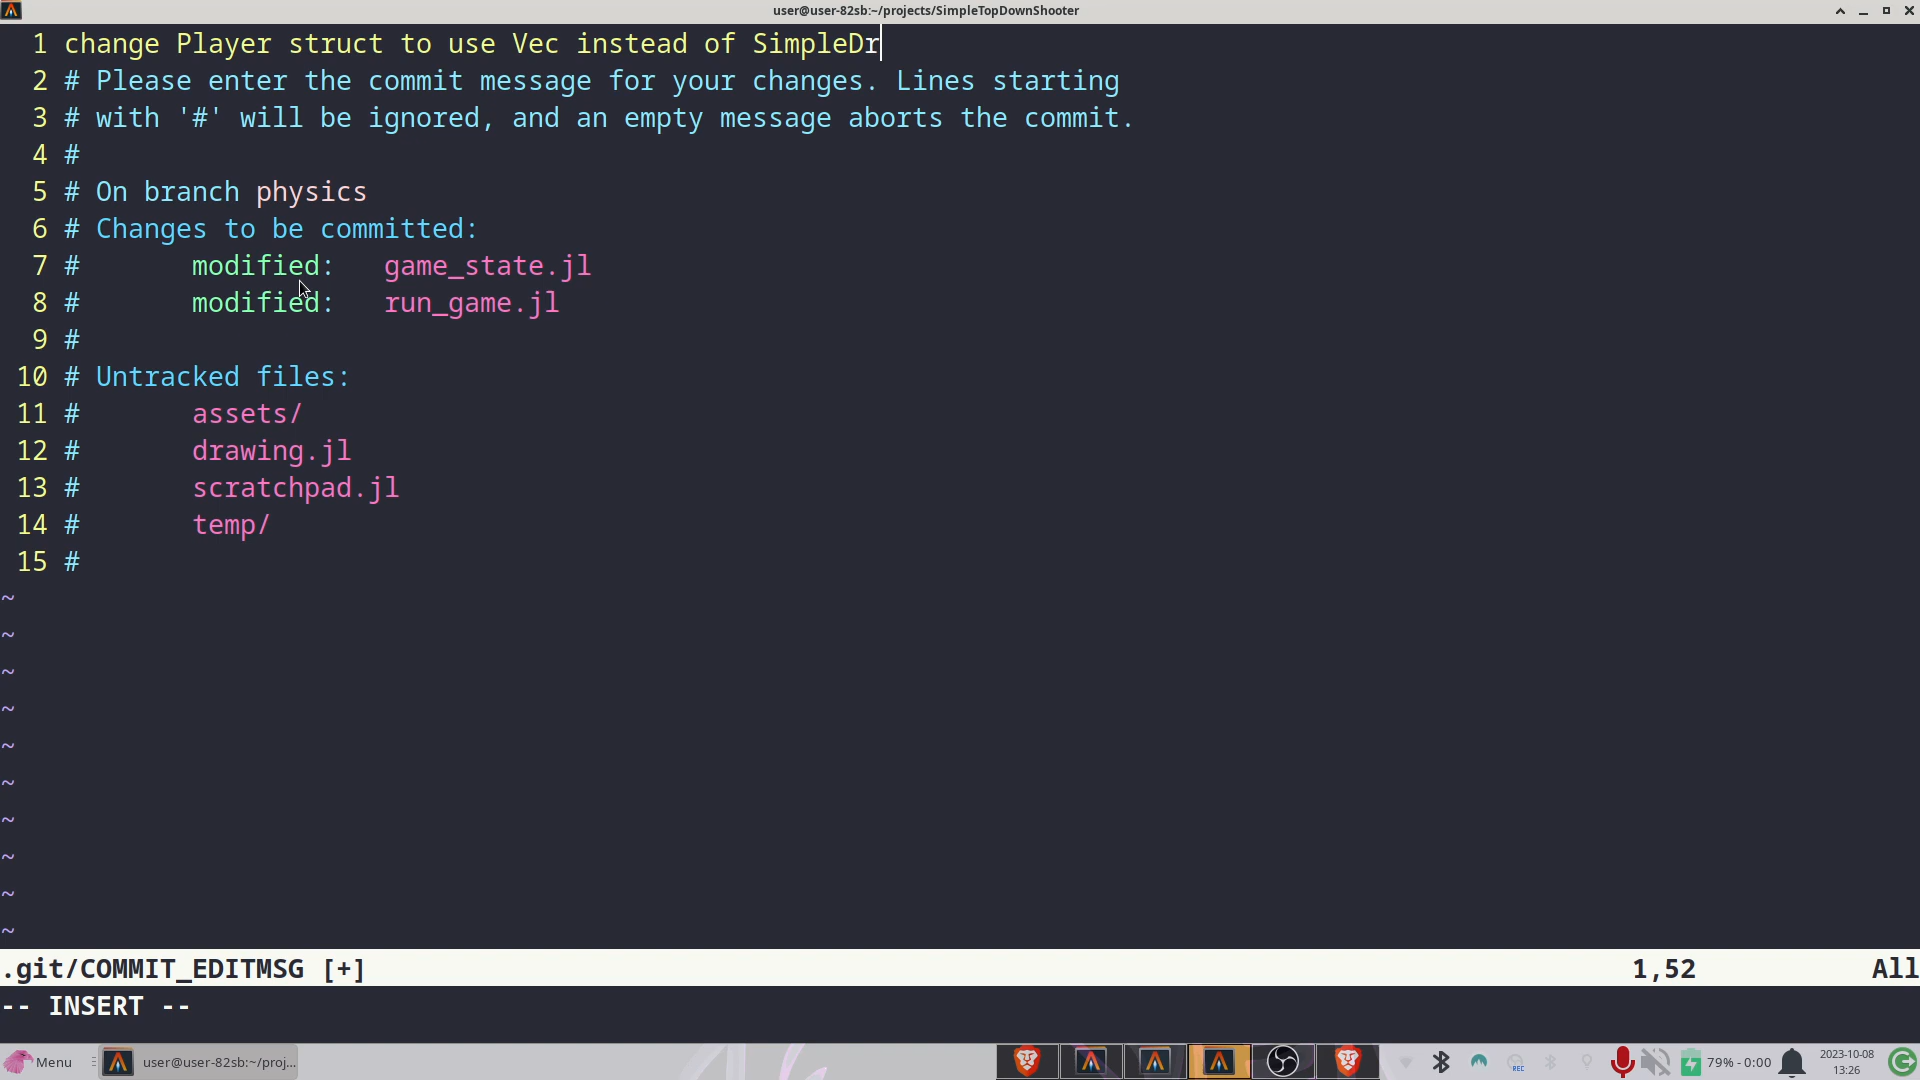 user@user-82sb:~/projects/SimpleTopDownShooter
1 change Player struct to use Vec instead of SimpleDr
2 # Please enter the commit message for your changes. Lines starting
3 # with '#' will be ignored, and an empty message aborts the commit.
4 #
5 # On branch physics
6 # Changes to be committed:
7 #       modified:   game_state.jl
8 #       modified:   run_game.jl
9 #
10 # Untracked files:
11 #       assets/
12 #       drawing.jl
13 #       scratchpad.jl
14 #       temp/
15 #
~
~
~
~
~
~
~
~
~
~
.git/COMMIT_EDITMSG [+] 1,52 All
-- INSERT --
Menu user@user-82sb:~/proj... REC 79% - 0:00 2023-10-08
13:26